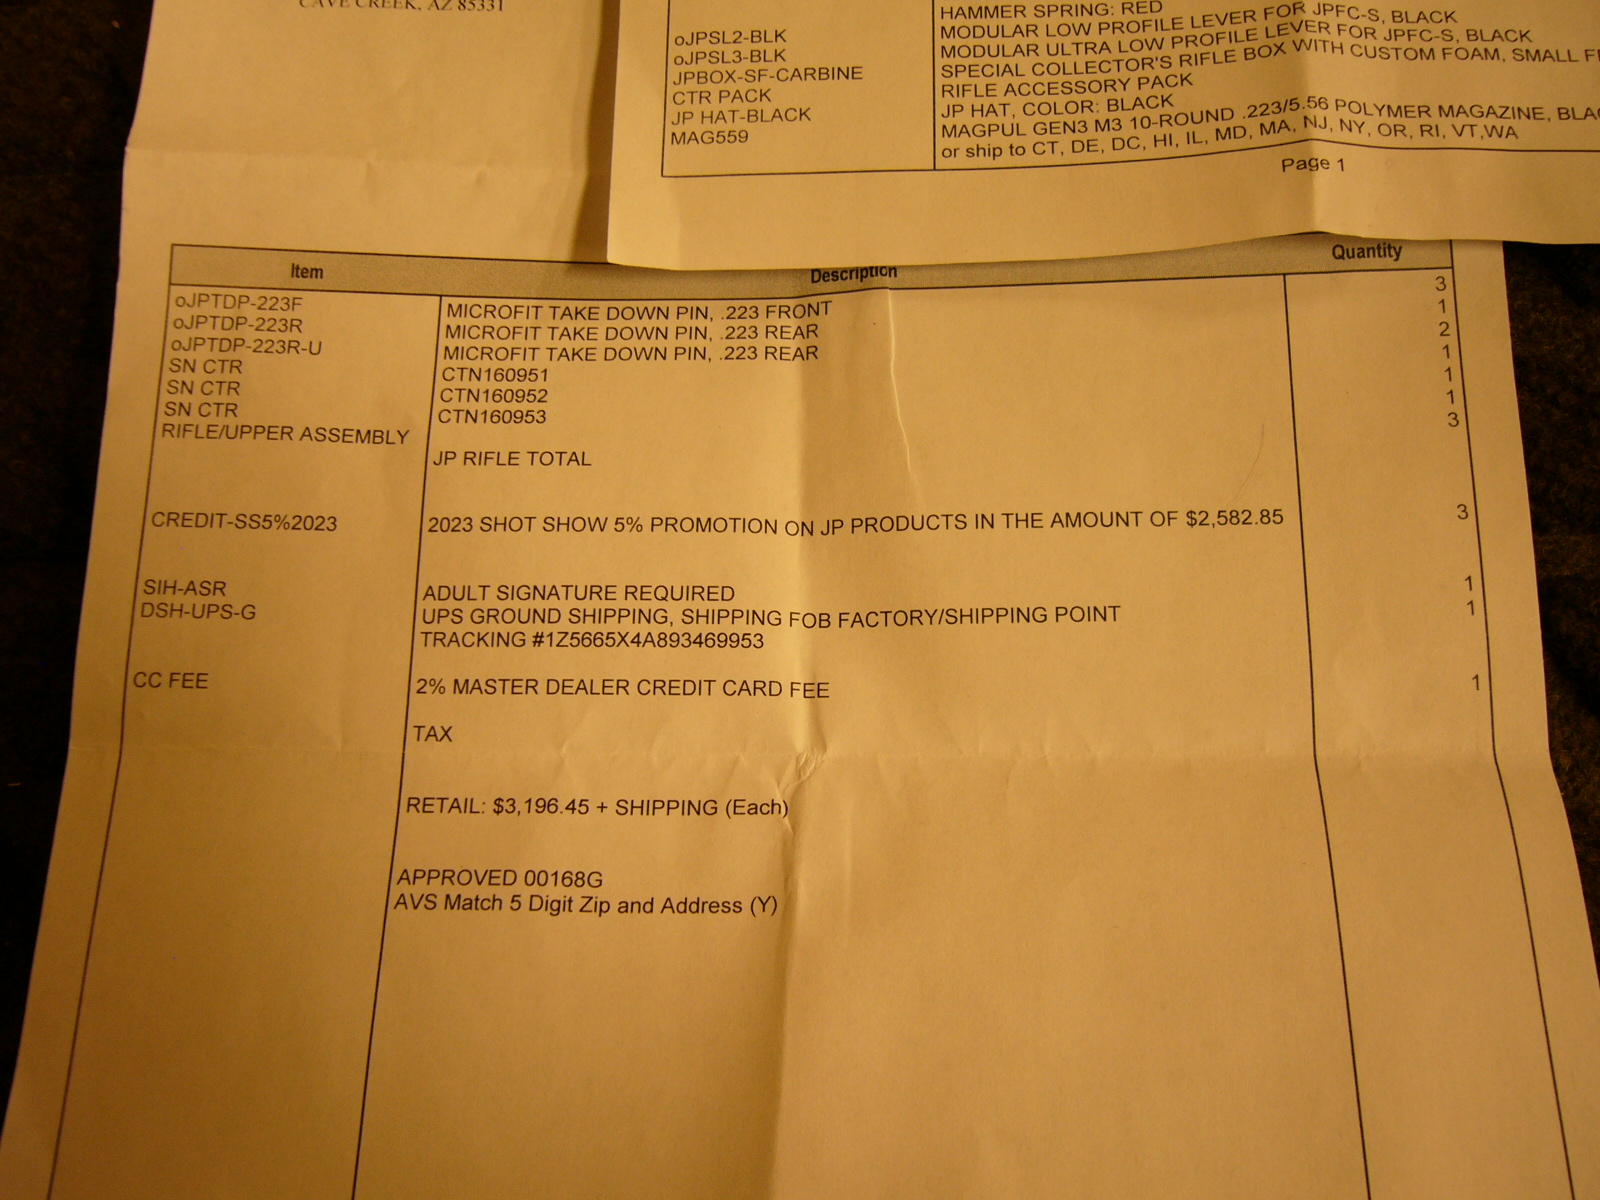 CAVE CREEK, AZ 85331
HAMMER SPRING: RED
oJPSL2-BLK MODULAR LOW PROFILE LEVER FOR JPFC-S, BLACK
oJPSL3-BLK MODULAR ULTRA LOW PROFILE LEVER FOR JPFC-S, BLACK
JPBOX-SF-CARBINE SPECIAL COLLECTOR'S RIFLE BOX WITH CUSTOM FOAM, SMALL
CTR PACK RIFLE ACCESSORY PACK
JP HAT-BLACK JP HAT, COLOR: BLACK
MAG559 MAGPUL GEN3 M3 10-ROUND .223/5.56 POLYMER MAGAZINE,
or ship to CT, DE, DC, HI, IL, MD, MA, NJ, NY, OR, RI, VT,WA
Page 1
Item Description Quantity
oJPTDP-223F MICROFIT TAKE DOWN PIN, .223 FRONT 3
oJPTDP-223R MICROFIT TAKE DOWN PIN, .223 REAR 1
oJPTDP-223R-U MICROFIT TAKE DOWN PIN, .223 REAR 2
SN CTR CTN160951 1
SN CTR CTN160952 1
SN CTR CTN160953 1
RIFLE/UPPER ASSEMBLY 3
JP RIFLE TOTAL
CREDIT-SS5%2023 2023 SHOT SHOW 5% PROMOTION ON JP PRODUCTS IN THE AMOUNT OF $2,582.85 3
SIH-ASR ADULT SIGNATURE REQUIRED 1
DSH-UPS-G UPS GROUND SHIPPING, SHIPPING FOB FACTORY/SHIPPING POINT 1
TRACKING #1Z5665X4A893469953
CC FEE 2% MASTER DEALER CREDIT CARD FEE 1
TAX
RETAIL: $3,196.45 + SHIPPING (Each)
APPROVED 00168G
AVS Match 5 Digit Zip and Address (Y)